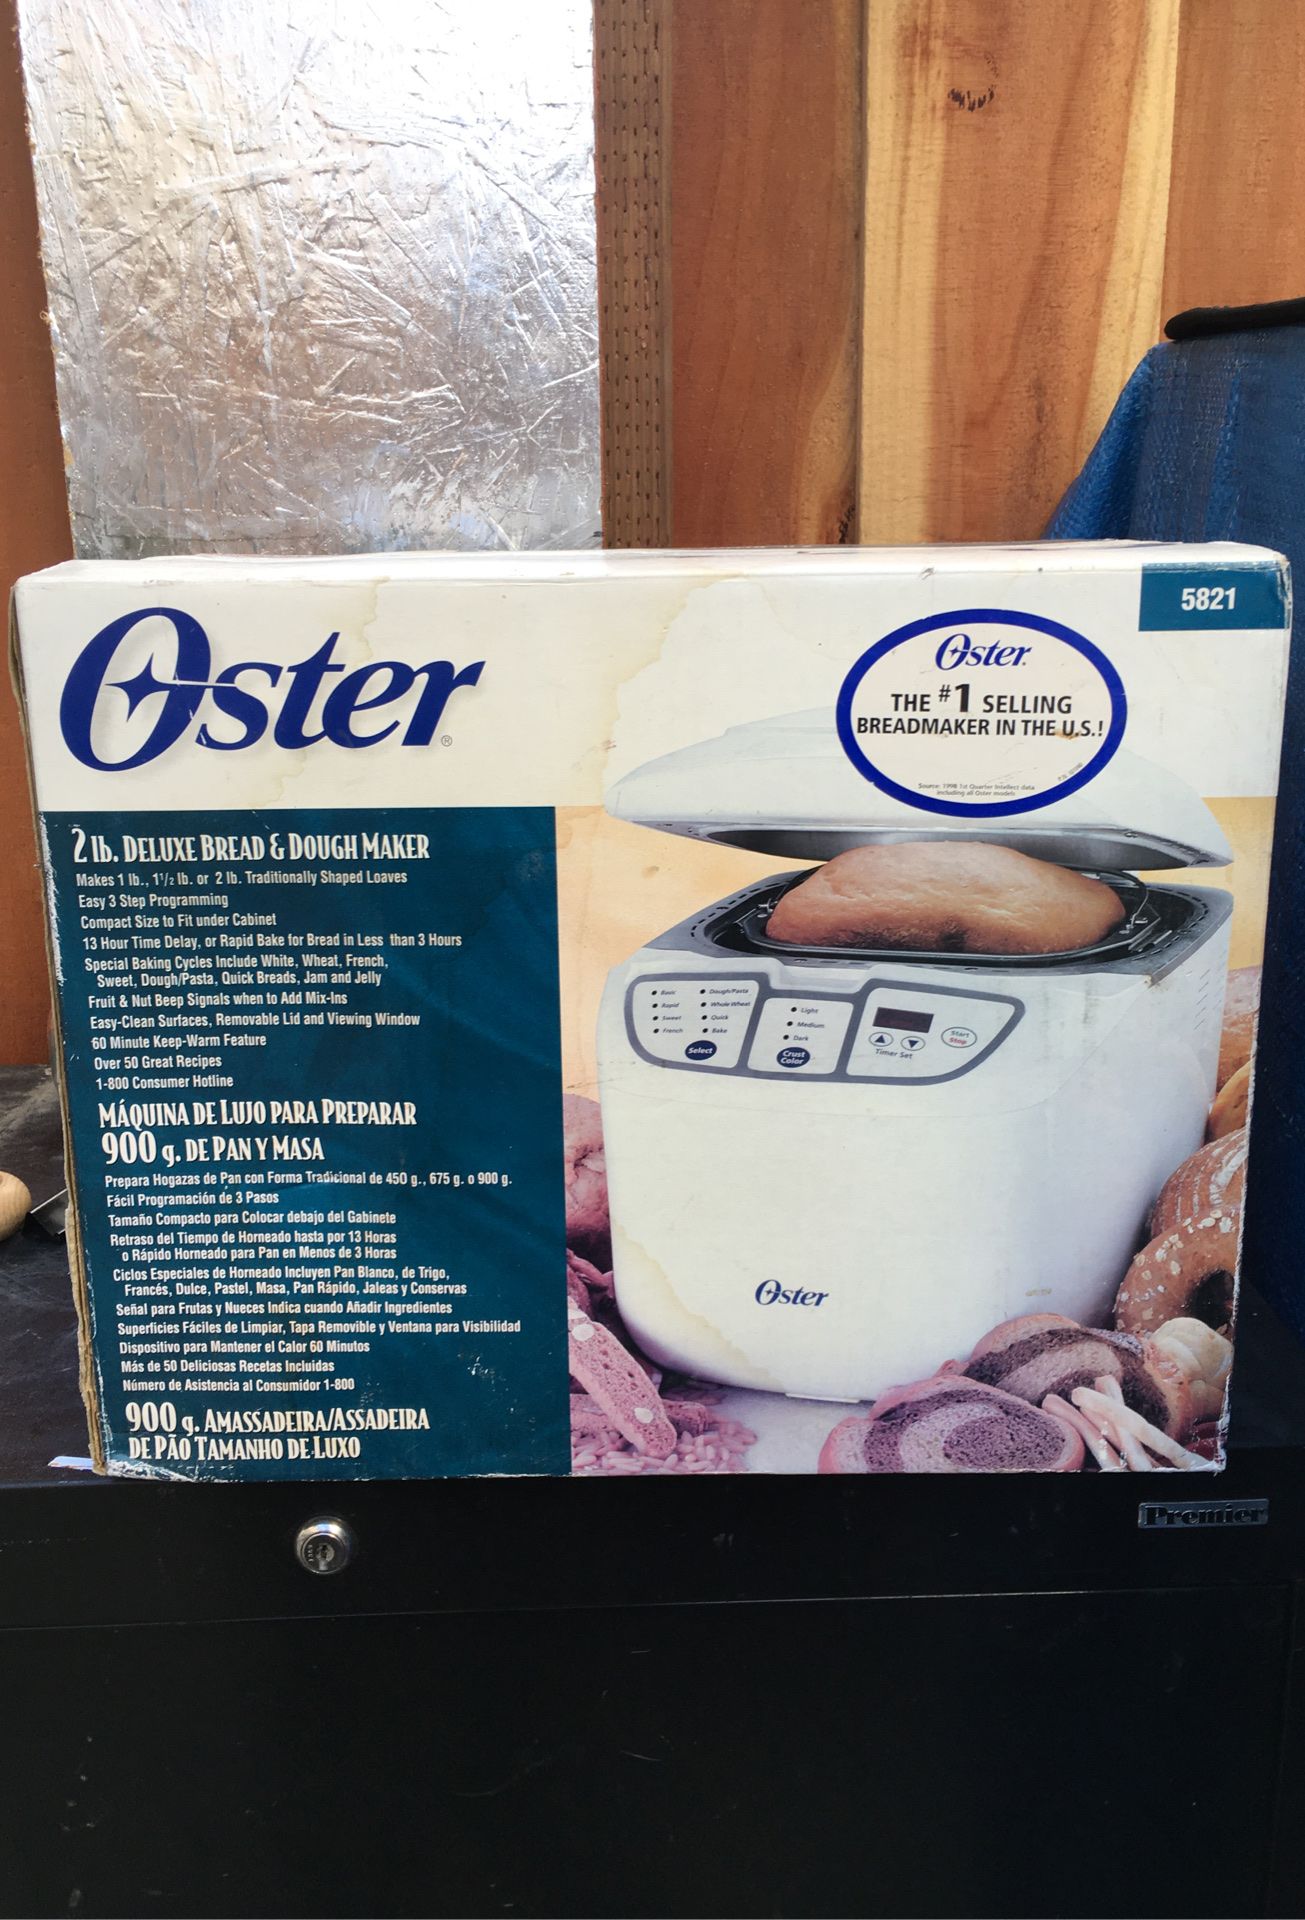 5821
Oster®
Oster
THE #1 SELLING
BREADMAKER IN THE U.S.!
Source: 1998 1st Quarter Intellect data
including all Oster models
2 lb. DELUXE BREAD & DOUGH MAKER
Makes 1 lb., 1 1/2 lb. or 2 lb. Traditionally Shaped Loaves
Easy 3 Step Programming
Compact Size to Fit under Cabinet
13 Hour Time Delay, or Rapid Bake for Bread in Less than 3 Hours
Special Baking Cycles Include White, Wheat, French,
Sweet, Dough/Pasta, Quick Breads, Jam and Jelly
Fruit & Nut Beep Signals when to Add Mix-Ins
Easy-Clean Surfaces, Removable Lid and Viewing Window
60 Minute Keep-Warm Feature
Over 50 Great Recipes
1-800 Consumer Hotline
MÁQUINA DE LUJO PARA PREPARAR
900 g. DE PAN Y MASA
Prepara Hogazas de Pan con Forma Tradicional de 450 g., 675 g. o 900 g.
Fácil Programación de 3 Pasos
Tamaño Compacto para Colocar debajo del Gabinete
Retraso del Tiempo de Horneado hasta por 13 Horas
o Rápido Horneado para Pan en Menos de 3 Horas
Ciclos Especiales de Horneado Incluyen Pan Blanco, de Trigo,
Francés, Dulce, Pastel, Masa, Pan Rápido, Jaleas y Conservas
Señal para Frutas y Nueces Indica cuando Añadir Ingredientes
Superficies Fáciles de Limpiar, Tapa Removible y Ventana para Visibilidad
Dispositivo para Mantener el Calor 60 Minutos
Más de 50 Deliciosas Recetas Incluidas
Número de Asistencia al Consumidor 1-800
900 g. AMASSADEIRA/ASSADEIRA
DE PÃO TAMANHO DE LUXO
Basic Dough/Pasta
Rapid Whole Wheat
Sweet Quick
French Bake
Select
Light
Medium
Dark
Crust
Color
Timer Set
Start
Stop
Oster
Premier